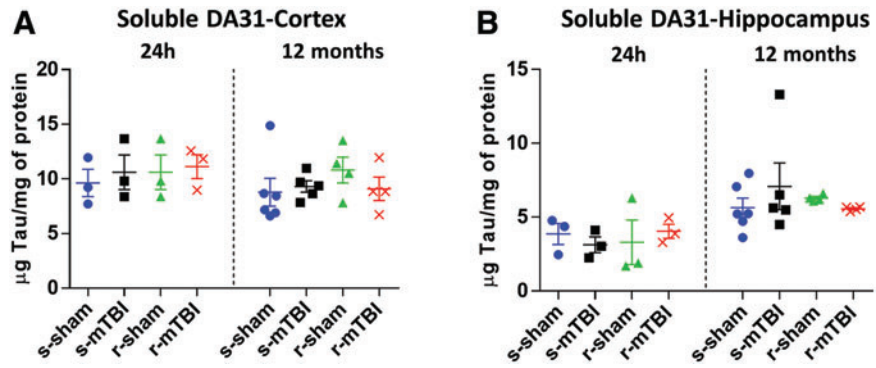 A Soluble DA31-Cortex
24h 12 months
µg Tau/mg of protein
20
15
10
5
0
s-sham s-mTBI r-sham r-mTBI s-sham s-mTBI r-sham r-mTBI
B Soluble DA31-Hippocampus
24h 12 months
µg Tau/mg of protein
15
10
5
0
s-sham s-mTBI r-sham r-mTBI s-sham s-mTBI r-sham r-mTBI